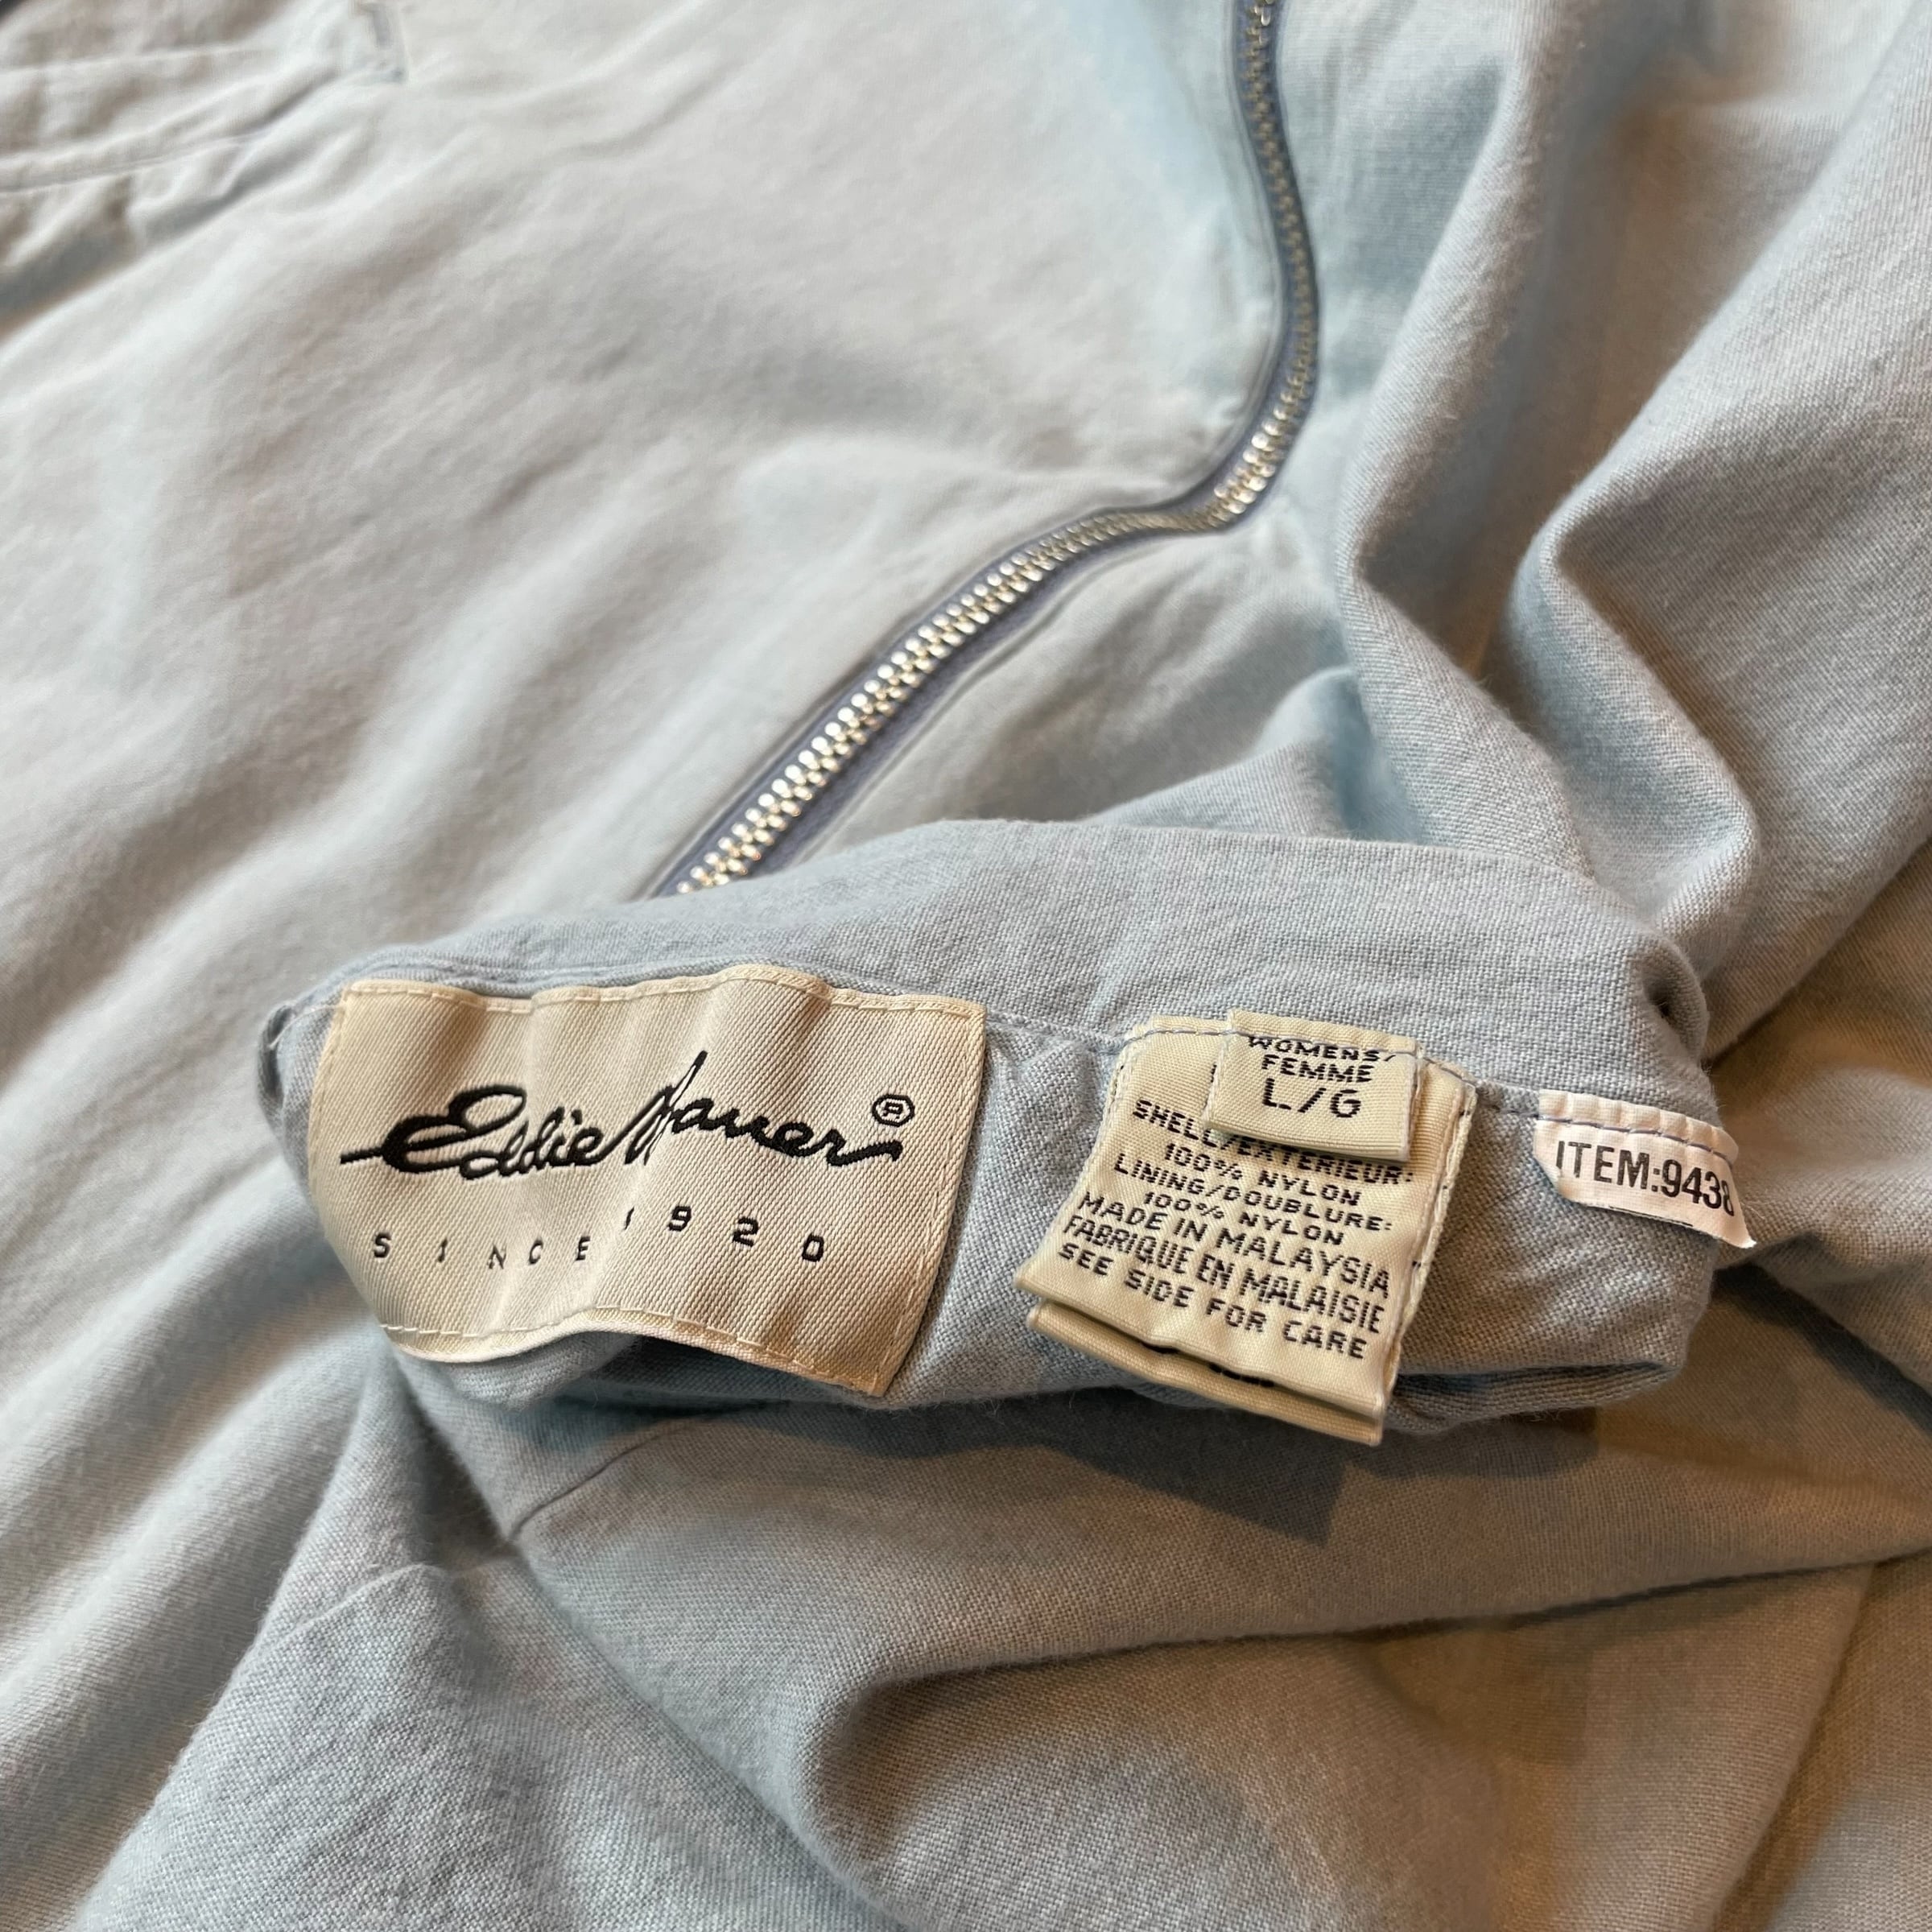 Eddie Bauer ®
SINCE 1920
WOMENS/
FEMME
L/G
SHELL/EXTERIEUR:
100% NYLON
LINING/DOUBLURE:
100% NYLON
MADE IN MALAYSIA
FABRIQUE EN MALAISIE
SEE SIDE FOR CARE
ITEM:9438